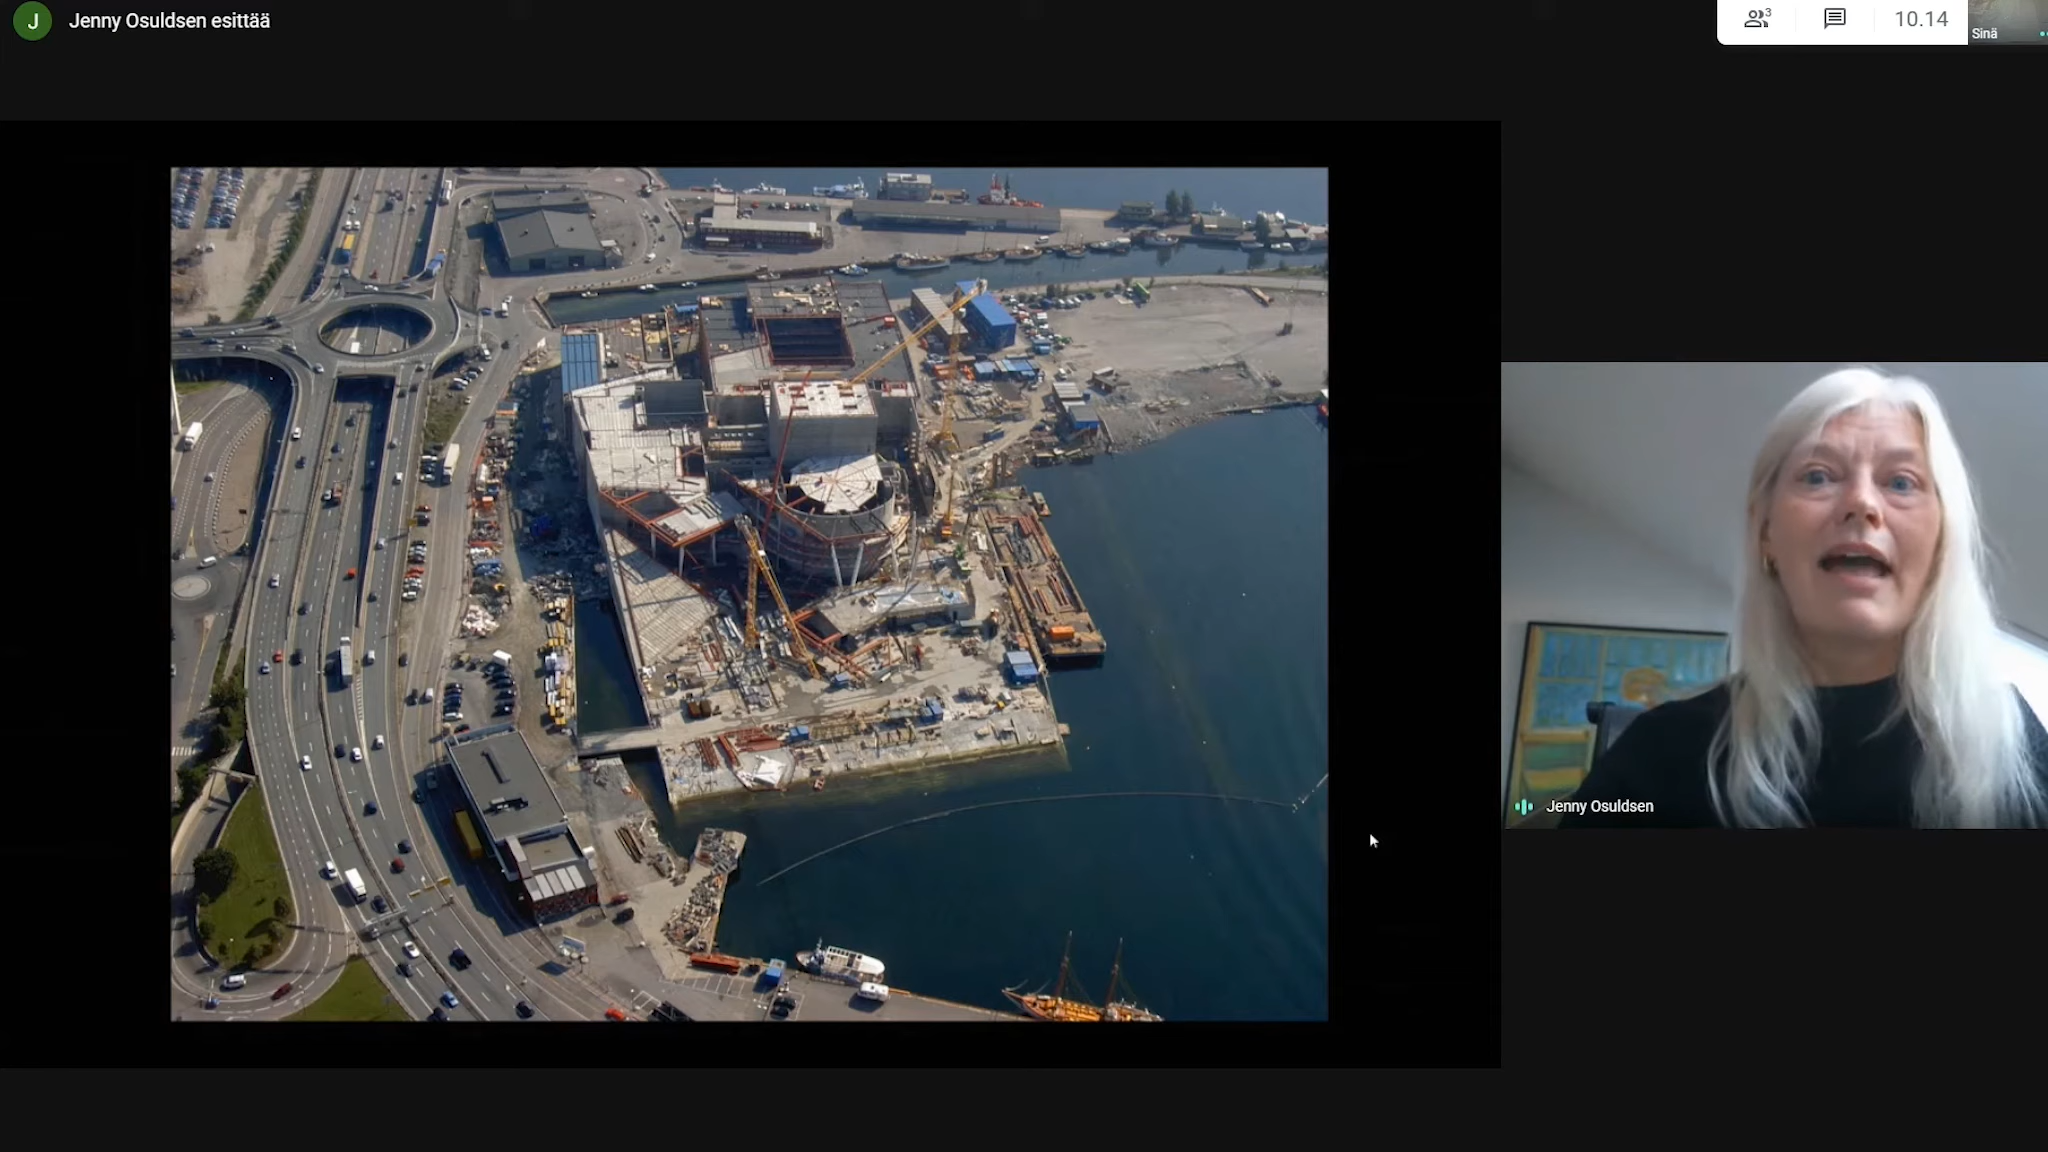 J
Jenny Osuldsen esittää
3
10.14
Sinä
Jenny Osuldsen